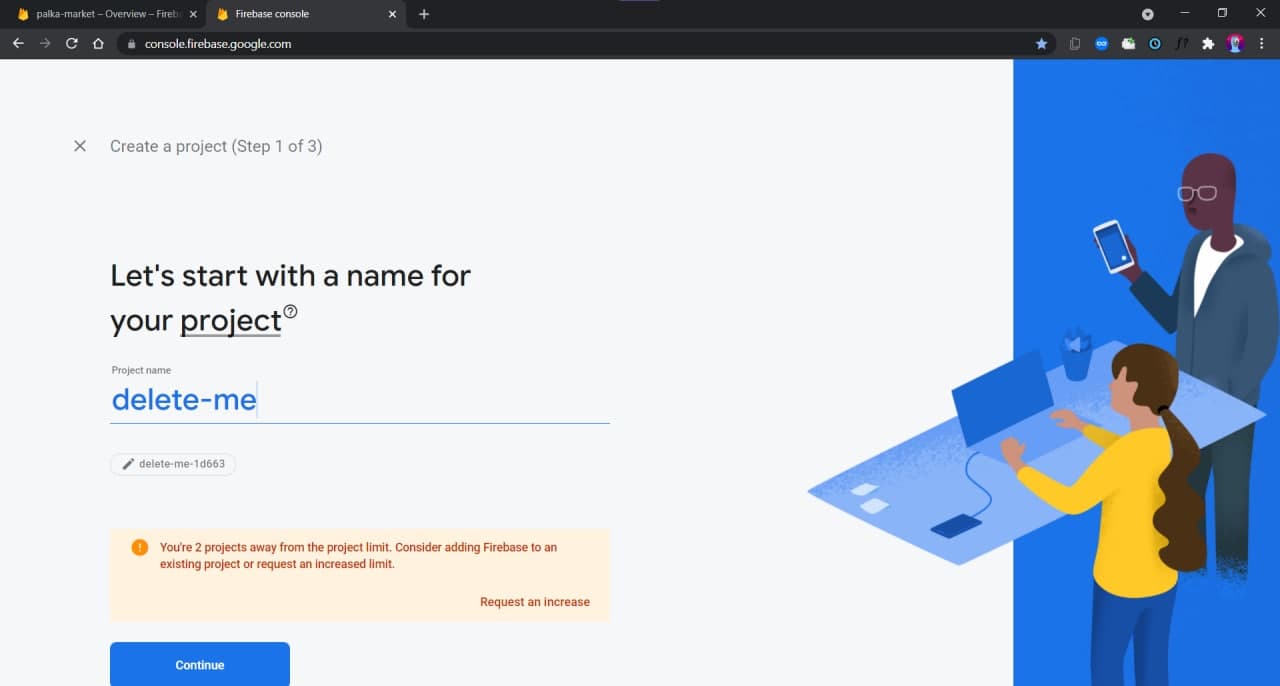 palka-market – Overview – Fireb
Firebase console
console.firebase.google.com
Create a project (Step 1 of 3)
Let's start with a name for
your project
Project name
delete-me
delete-me-1d663
You're 2 projects away from the project limit. Consider adding Firebase to an
existing project or request an increased limit.
Request an increase
Continue